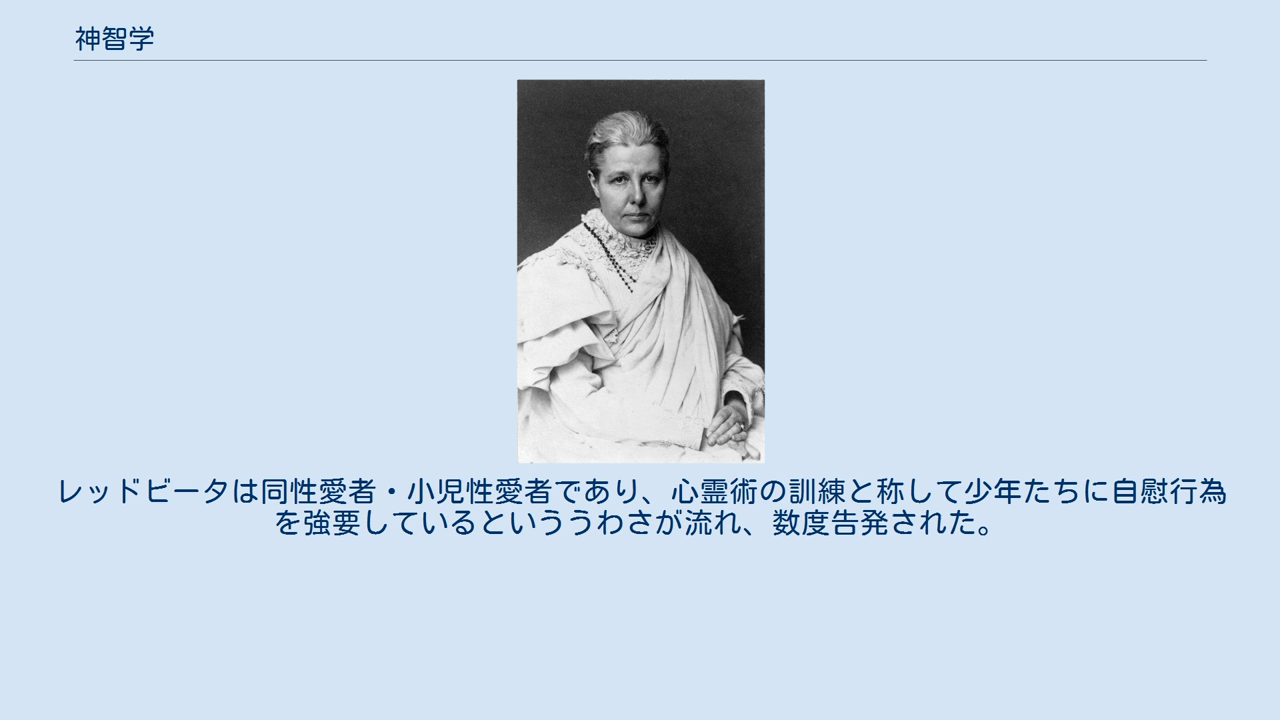 神智学
レッドビータは同性愛者・小児性愛者であり、心霊術の訓練と称して少年たちに自慰行為
を強要しているといううわさが流れ、数度告発された。